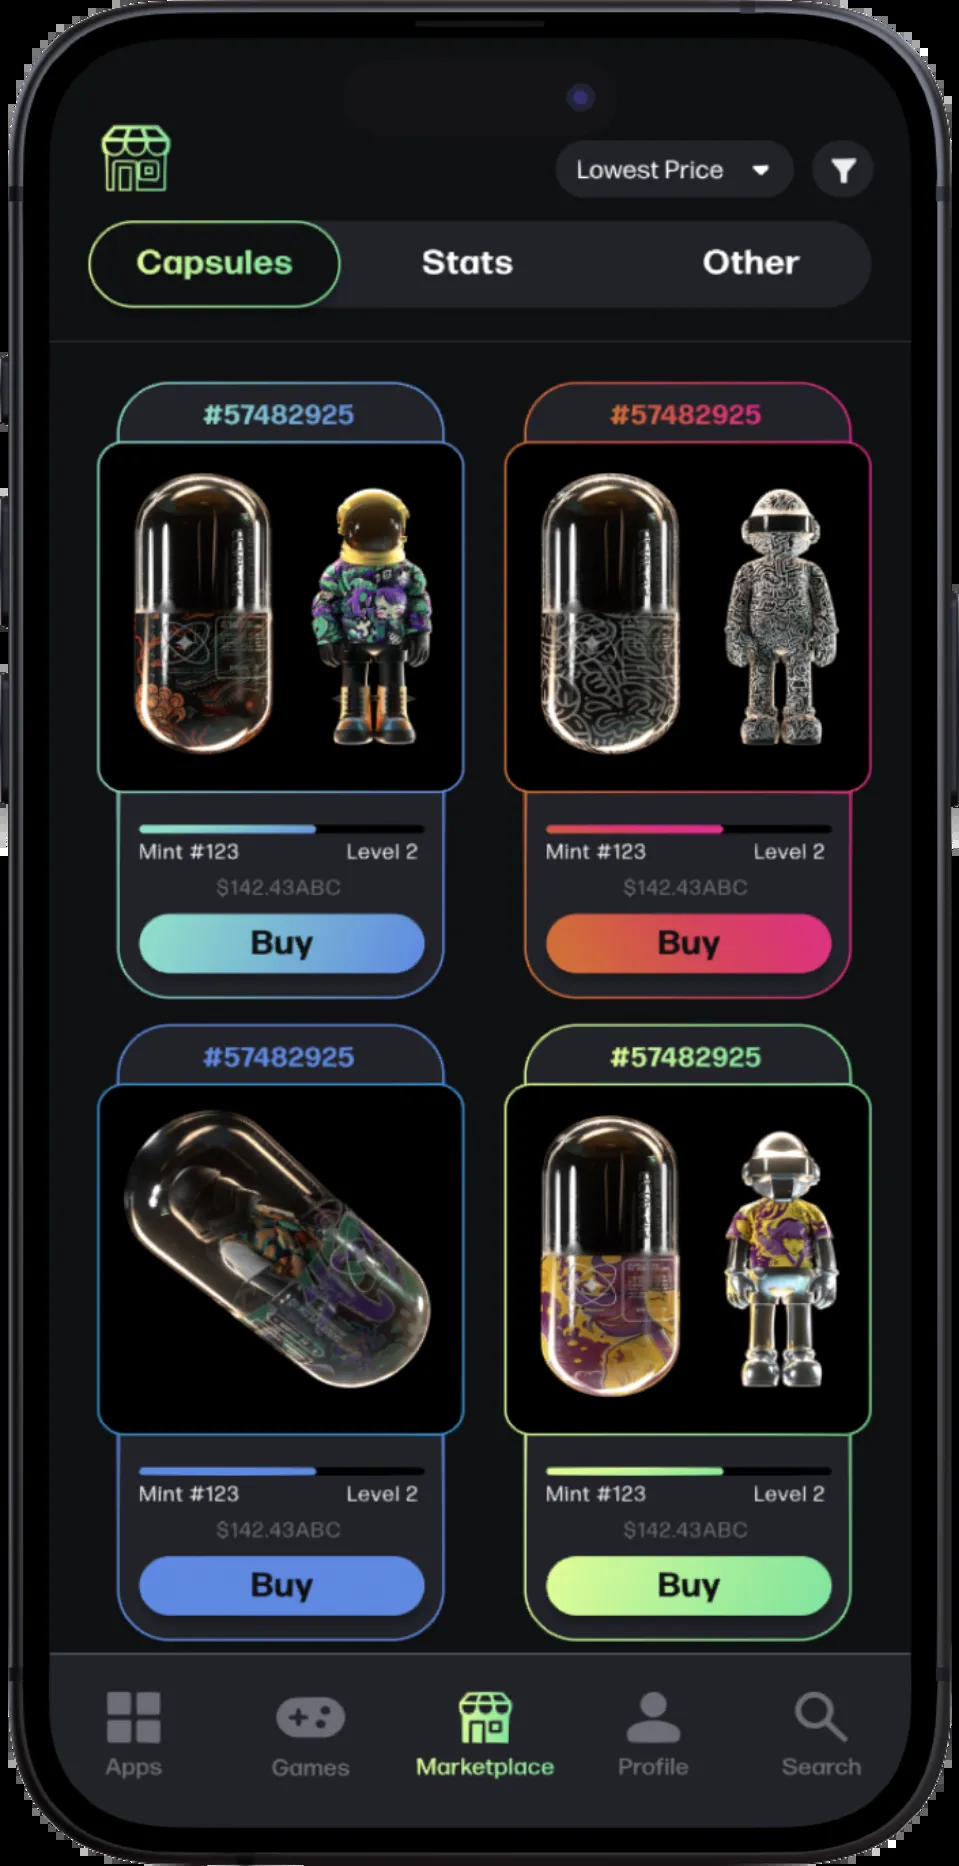 Lowest Price
Capsules Stats Other
#57482925 #57482925
Mint #123 Level 2 Mint #123 Level 2
$142.43ABC $142.43ABC
Buy Buy
#57482925 #57482925
Mint #123 Level 2 Mint #123 Level 2
$142.43ABC $142.43ABC
Buy Buy
Apps Games Marketplace Profile Search